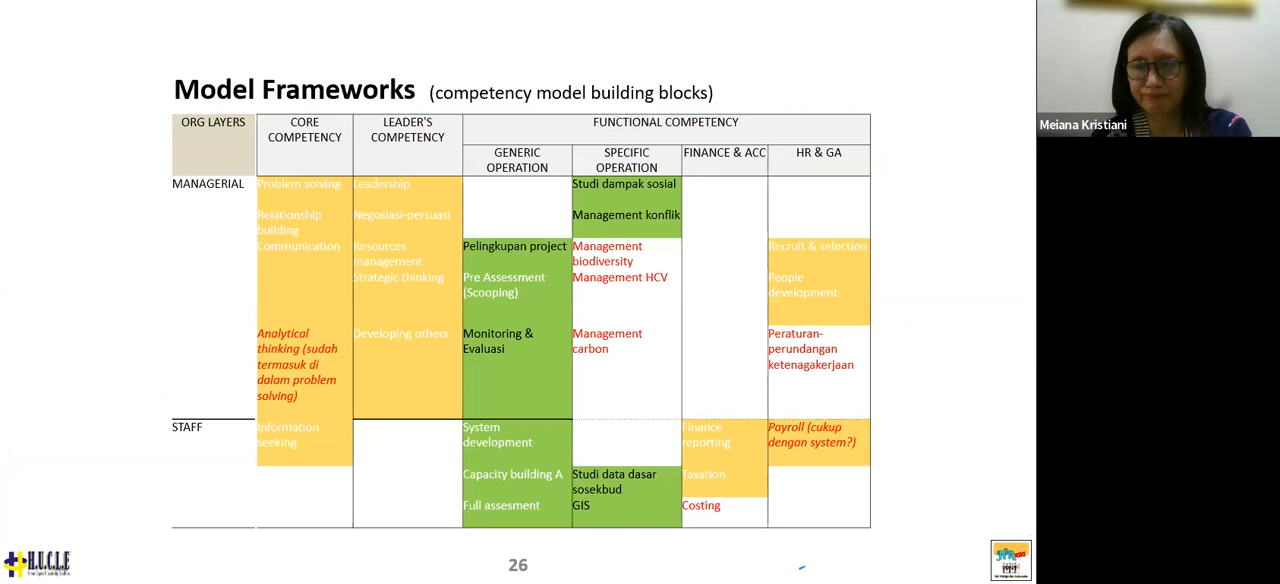 Model Frameworks (competency model building blocks)
ORG LAYERS
CORE
COMPETENCY
LEADER'S
COMPETENCY
FUNCTIONAL COMPETENCY
GENERIC
OPERATION
SPECIFIC
OPERATION
FINANCE & ACC
HR & GA
MANAGERIAL
Problem solving
Relationship
building
Communication
Analytical
thinking (sudah
termasuk di
dalam problem
solving)
Leadership
Negosiasi-persuasi
Resources
management
Strategic thinking
Developing others
Pelingkupan project
Pre Assessment
(Scooping)
Monitoring &
Evaluasi
Studi dampak sosial
Management konflik
Management
biodiversity
Management HCV
Management
carbon
Recruit & selection
People
development
Peraturan-
perundangan
ketenagakerjaan
STAFF
Information
seeking
System
development
Capacity building A
Full assesment
Studi data dasar
sosekbud
GIS
Finance
reporting
Taxation
Costing
Payroll (cukup
dengan system?)
H.U.C.L.E
26
Meiana Kristiani